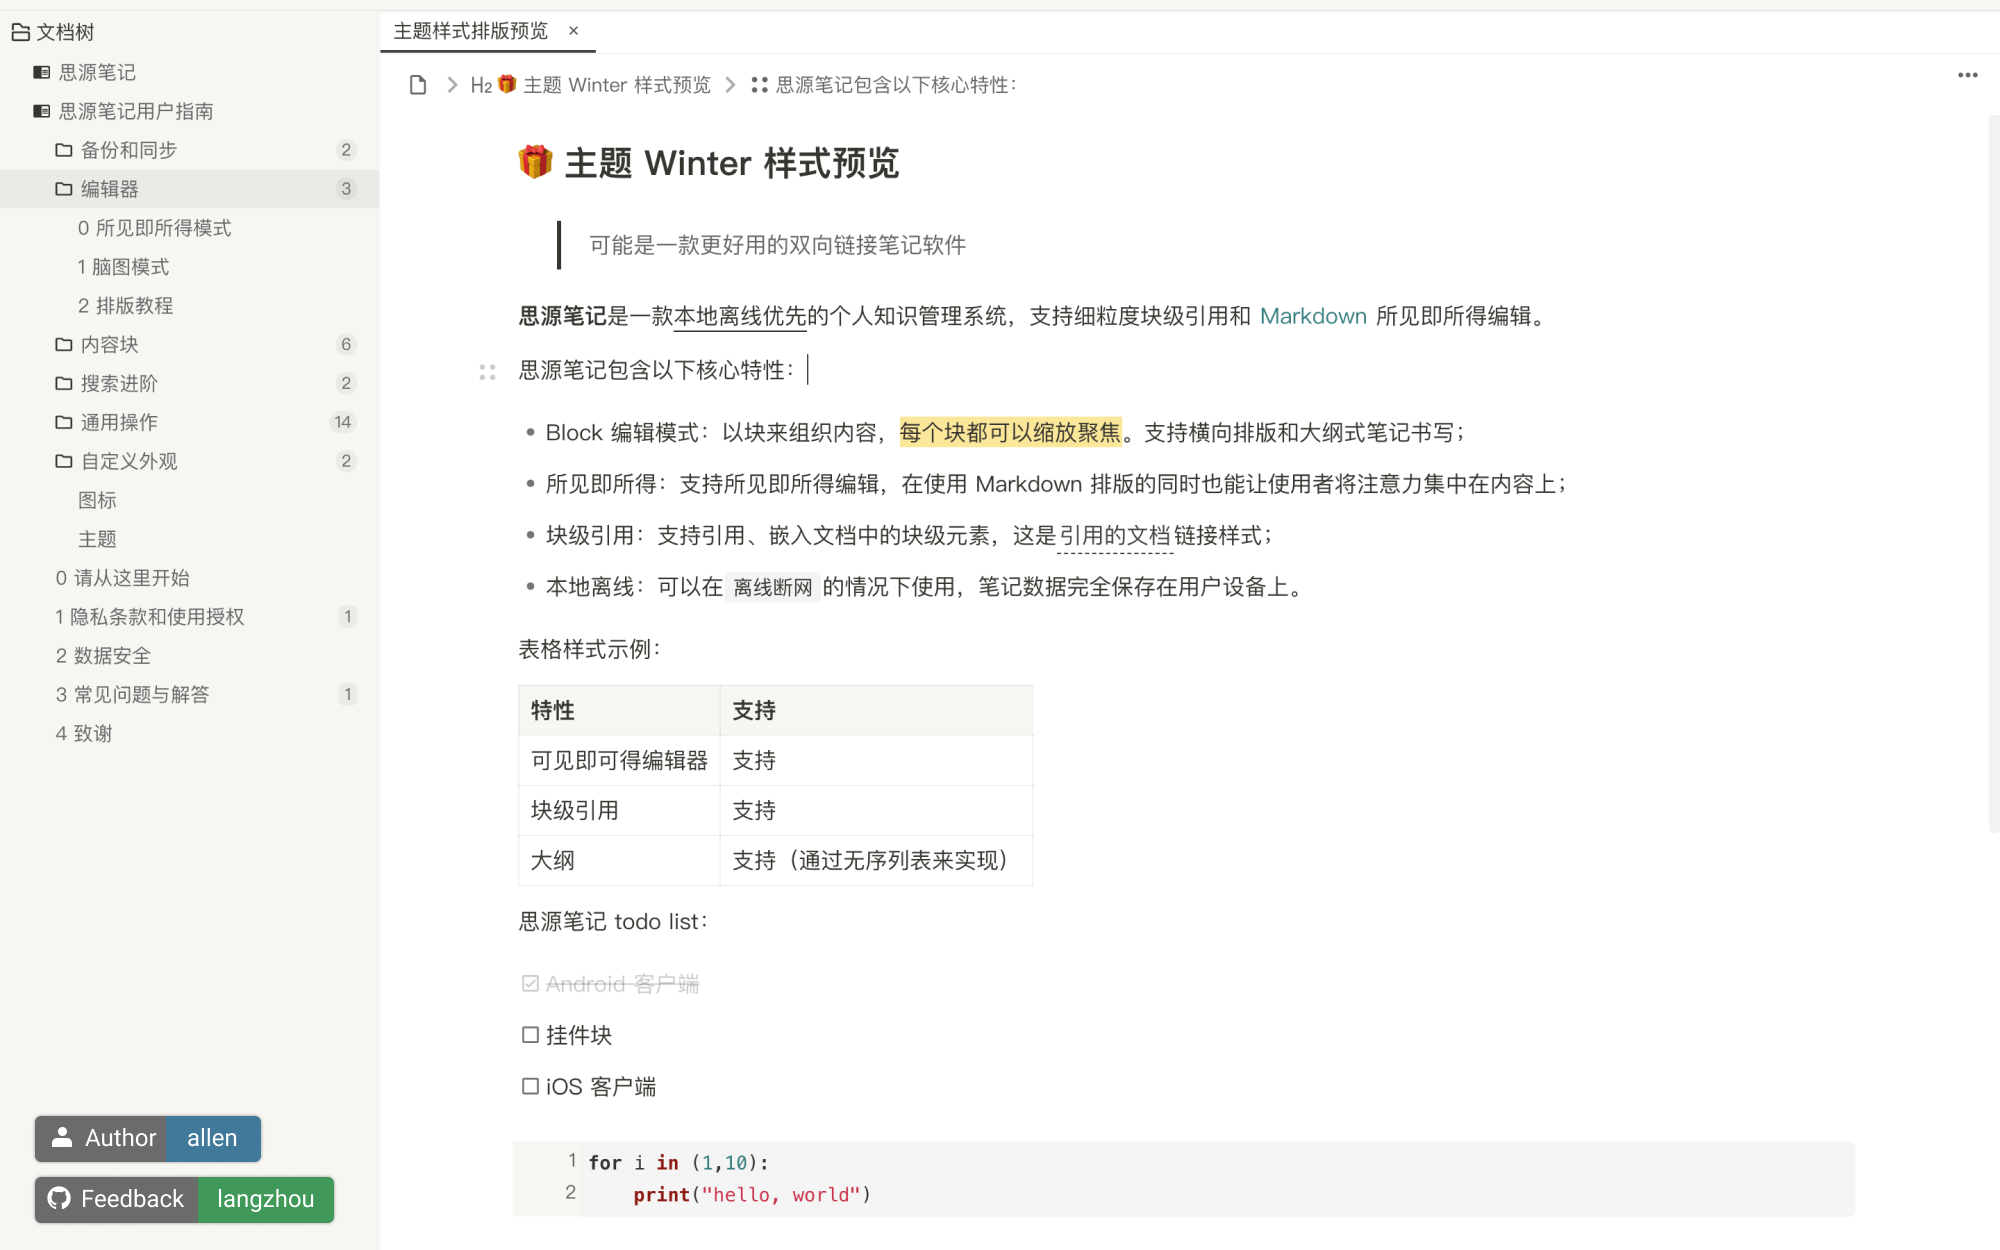 文档树
思源笔记
思源笔记用户指南
备份和同步 2
编辑器 3
0 所见即所得模式
1 脑图模式
2 排版教程
内容块 6
搜索进阶 2
通用操作 14
自定义外观 2
图标
主题
0 请从这里开始
1 隐私条款和使用授权 1
2 数据安全
3 常见问题与解答 1
4 致谢
Author allen
Feedback langzhou
主题样式排版预览 ×
H2 🎁 主题 Winter 样式预览 > 思源笔记包含以下核心特性：
🎁 主题 Winter 样式预览
可能是一款更好用的双向链接笔记软件
思源笔记是一款本地离线优先的个人知识管理系统，支持细粒度块级引用和 Markdown 所见即所得编辑。
思源笔记包含以下核心特性：
• Block 编辑模式：以块来组织内容，每个块都可以缩放聚焦。支持横向排版和大纲式笔记书写；
• 所见即所得：支持所见即所得编辑，在使用 Markdown 排版的同时也能让使用者将注意力集中在内容上；
• 块级引用：支持引用、嵌入文档中的块级元素，这是引用的文档链接样式；
• 本地离线：可以在 离线断网 的情况下使用，笔记数据完全保存在用户设备上。
表格样式示例：
特性 支持
可见即可得编辑器 支持
块级引用 支持
大纲 支持（通过无序列表来实现）
思源笔记 todo list：
Android 客户端
挂件块
iOS 客户端
1 for i in (1,10):
2 print("hello, world")